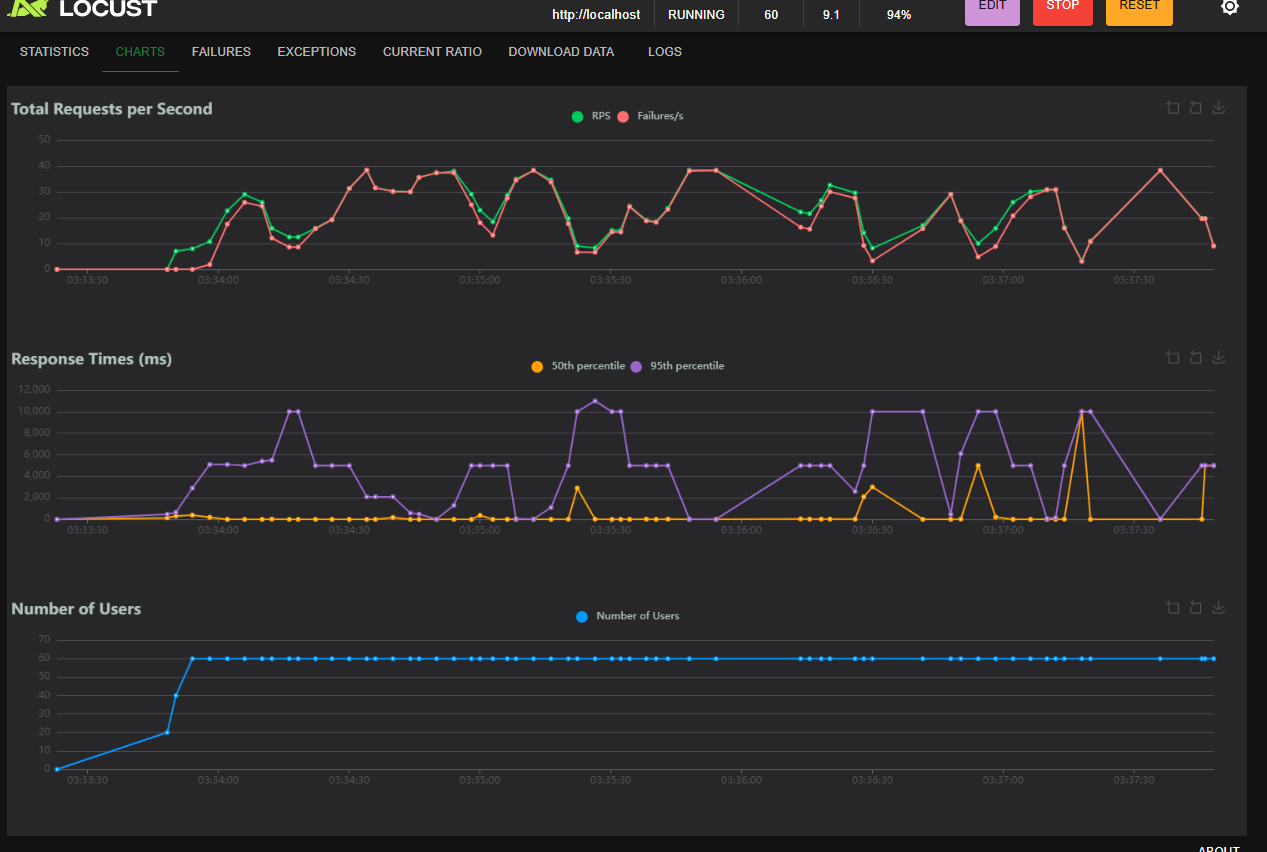 LOCUST
http://localhost RUNNING 60 9.1 94% EDIT STOP RESET
STATISTICS CHARTS FAILURES EXCEPTIONS CURRENT RATIO DOWNLOAD DATA LOGS
Total Requests per Second
RPS Failures/s
50
40
30
20
10
0
03:33:30 03:34:00 03:34:30 03:35:00 03:35:30 03:36:00 03:36:30 03:37:00 03:37:30
Response Times (ms)
50th percentile 95th percentile
12,000
10,000
8,000
6,000
4,000
2,000
0
03:33:30 03:34:00 03:34:30 03:35:00 03:35:30 03:36:00 03:36:30 03:37:00 03:37:30
Number of Users
Number of Users
70
60
50
40
30
20
10
0
03:33:30 03:34:00 03:34:30 03:35:00 03:35:30 03:36:00 03:36:30 03:37:00 03:37:30
ABOUT